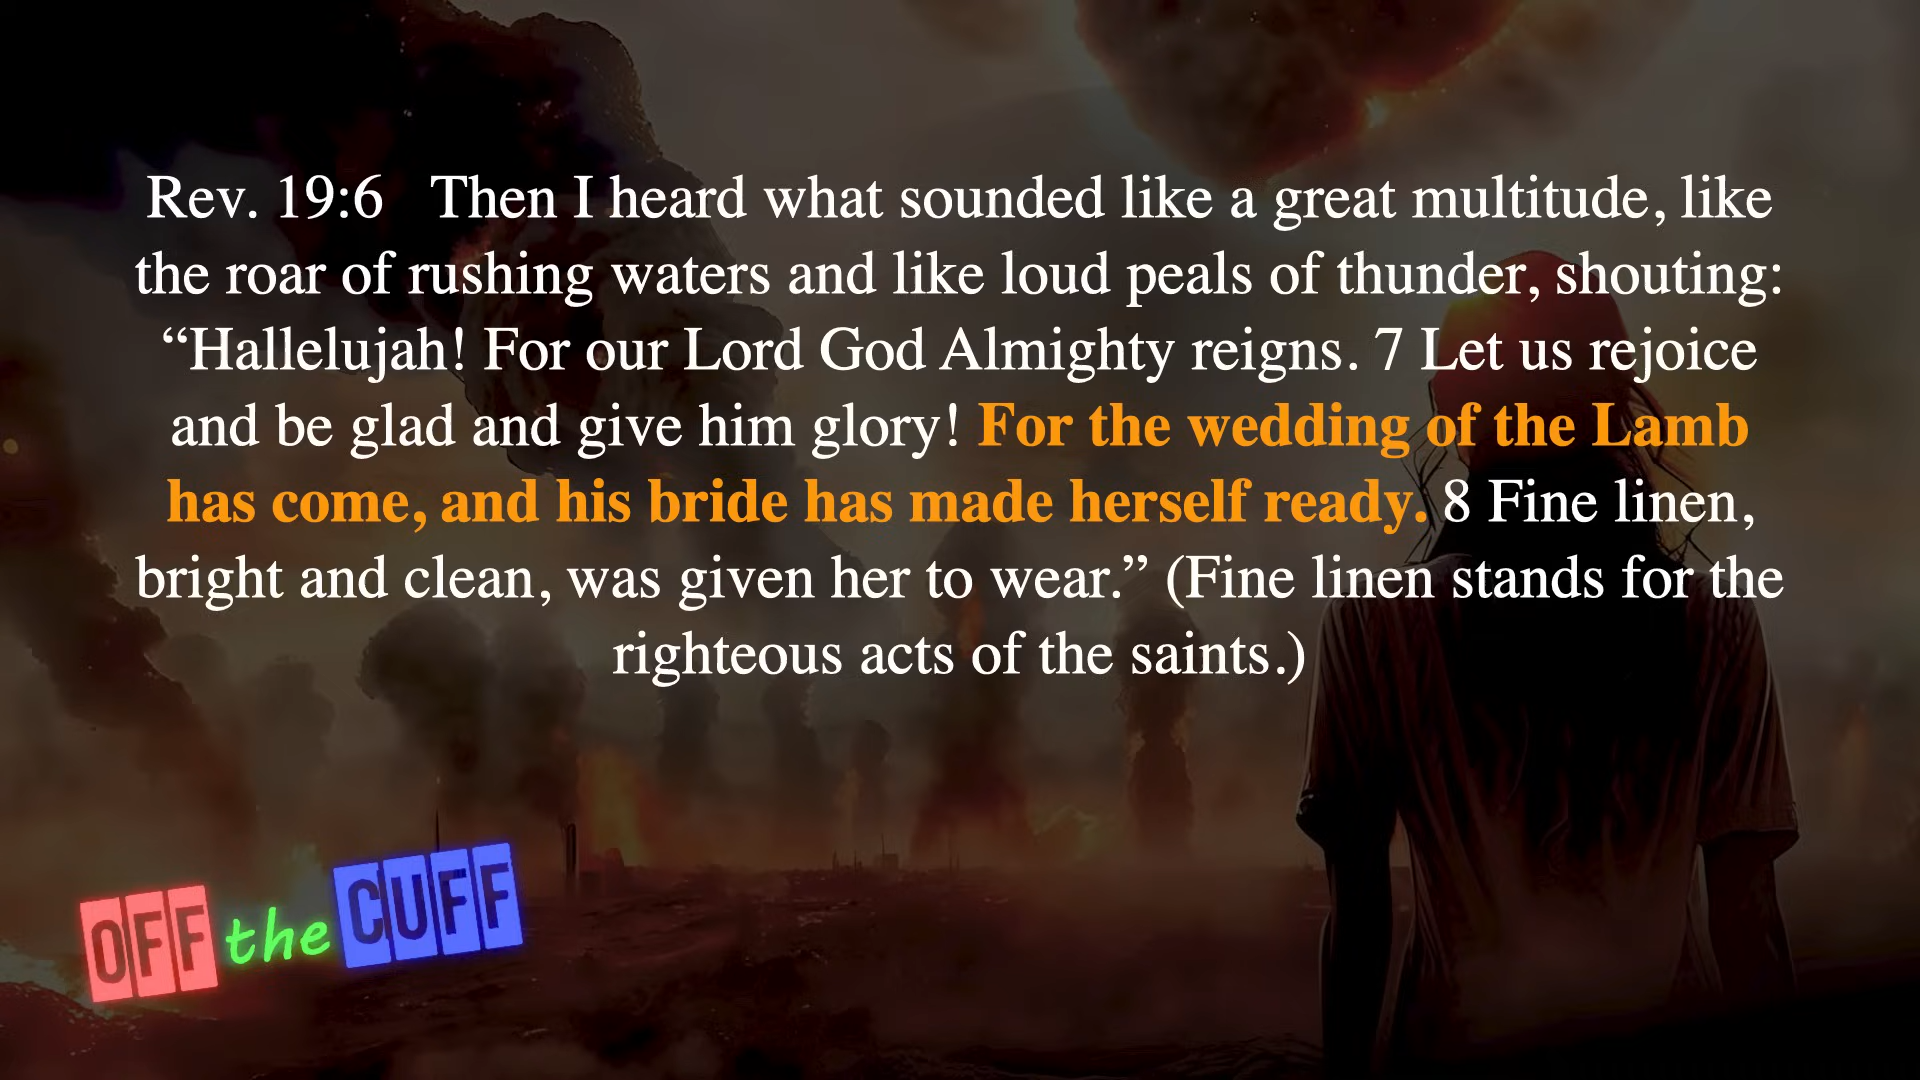 Rev. 19:6   Then I heard what sounded like a great multitude, like
the roar of rushing waters and like loud peals of thunder, shouting:
“Hallelujah! For our Lord God Almighty reigns. 7 Let us rejoice
and be glad and give him glory! For the wedding of the Lamb
has come, and his bride has made herself ready. 8 Fine linen,
bright and clean, was given her to wear.” (Fine linen stands for the
righteous acts of the saints.)
OFF the CUFF